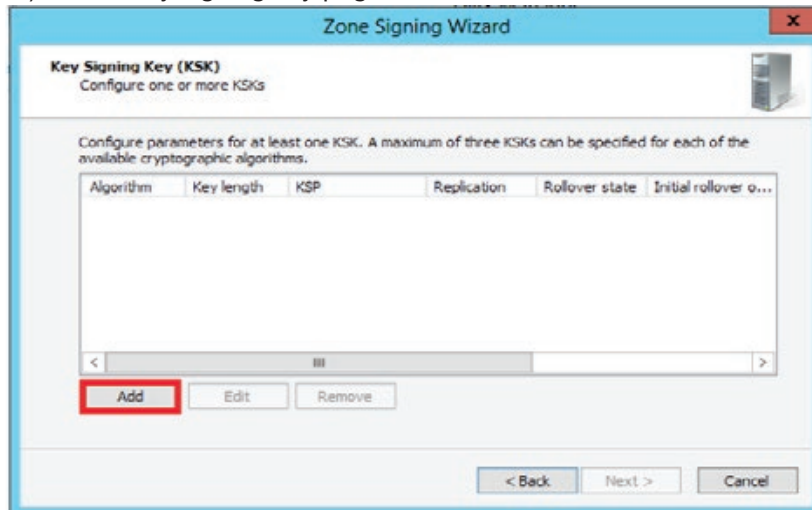 Zone Signing Wizard
x
Key Signing Key (KSK)
Configure one or more KSKs
Configure parameters for at least one KSK. A maximum of three KSKs can be specified for each of the
available cryptographic algorithms.
Algorithm Key length KSP Replication Rollover state Initial rollover o...
Add Edit Remove
< Back Next > Cancel